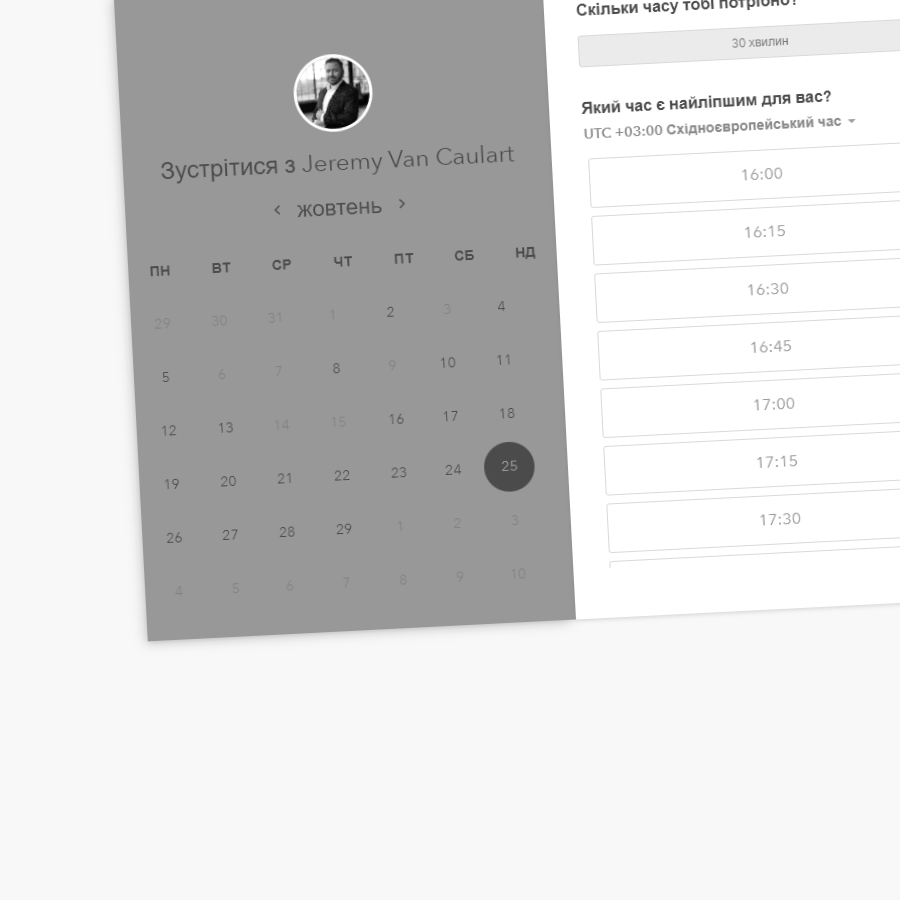 Зустрітися з Jeremy Van Caulart
‹ жовтень ›
ПН ВТ СР ЧТ ПТ СБ НД
29 30 31 1 2 3 4
5 6 7 8 9 10 11
12 13 14 15 16 17 18
19 20 21 22 23 24 25
26 27 28 29 1 2 3
4 5 6 7 8 9 10
Скільки часу тобі потрібно?
30 хвилин
Який час є найліпшим для вас?
UTC +03:00 Східноєвропейський час
16:00
16:15
16:30
16:45
17:00
17:15
17:30